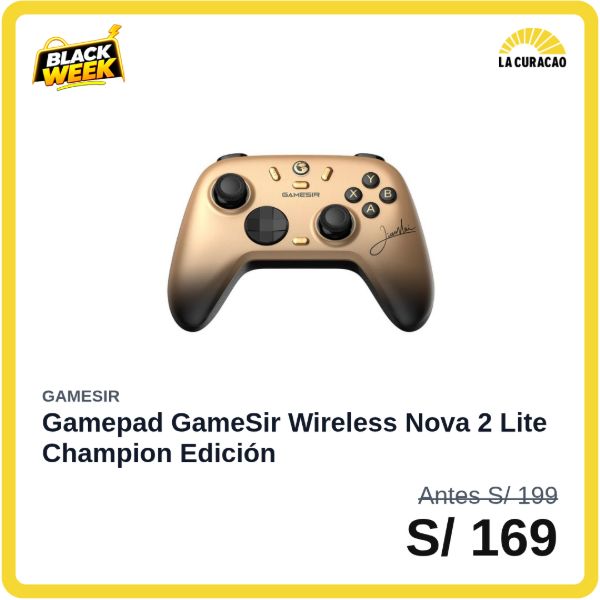 BLACK
WEEK
LA CURACAO
GAMESIR
Y
X
B
A
GAMESIR
Gamepad GameSir Wireless Nova 2 Lite
Champion Edición
Antes S/ 199
S/ 169